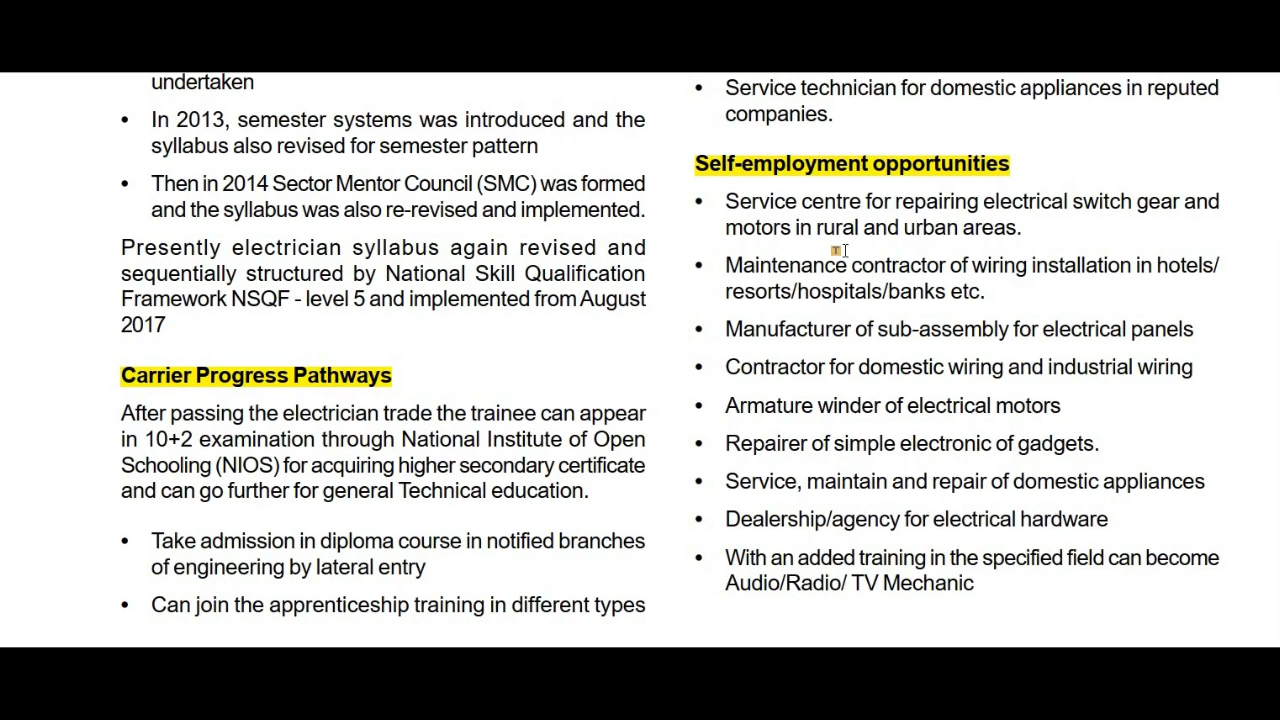 undertaken
• In 2013, semester systems was introduced and the
syllabus also revised for semester pattern
• Then in 2014 Sector Mentor Council (SMC) was formed
and the syllabus was also re-revised and implemented.
Presently electrician syllabus again revised and
sequentially structured by National Skill Qualification
Framework NSQF - level 5 and implemented from August
2017
Carrier Progress Pathways
After passing the electrician trade the trainee can appear
in 10+2 examination through National Institute of Open
Schooling (NIOS) for acquiring higher secondary certificate
and can go further for general Technical education.
• Take admission in diploma course in notified branches
of engineering by lateral entry
• Can join the apprenticeship training in different types
• Service technician for domestic appliances in reputed
companies.
Self-employment opportunities
• Service centre for repairing electrical switch gear and
motors in rural and urban areas.
• Maintenance contractor of wiring installation in hotels/
resorts/hospitals/banks etc.
• Manufacturer of sub-assembly for electrical panels
• Contractor for domestic wiring and industrial wiring
• Armature winder of electrical motors
• Repairer of simple electronic of gadgets.
• Service, maintain and repair of domestic appliances
• Dealership/agency for electrical hardware
• With an added training in the specified field can become
Audio/Radio/ TV Mechanic